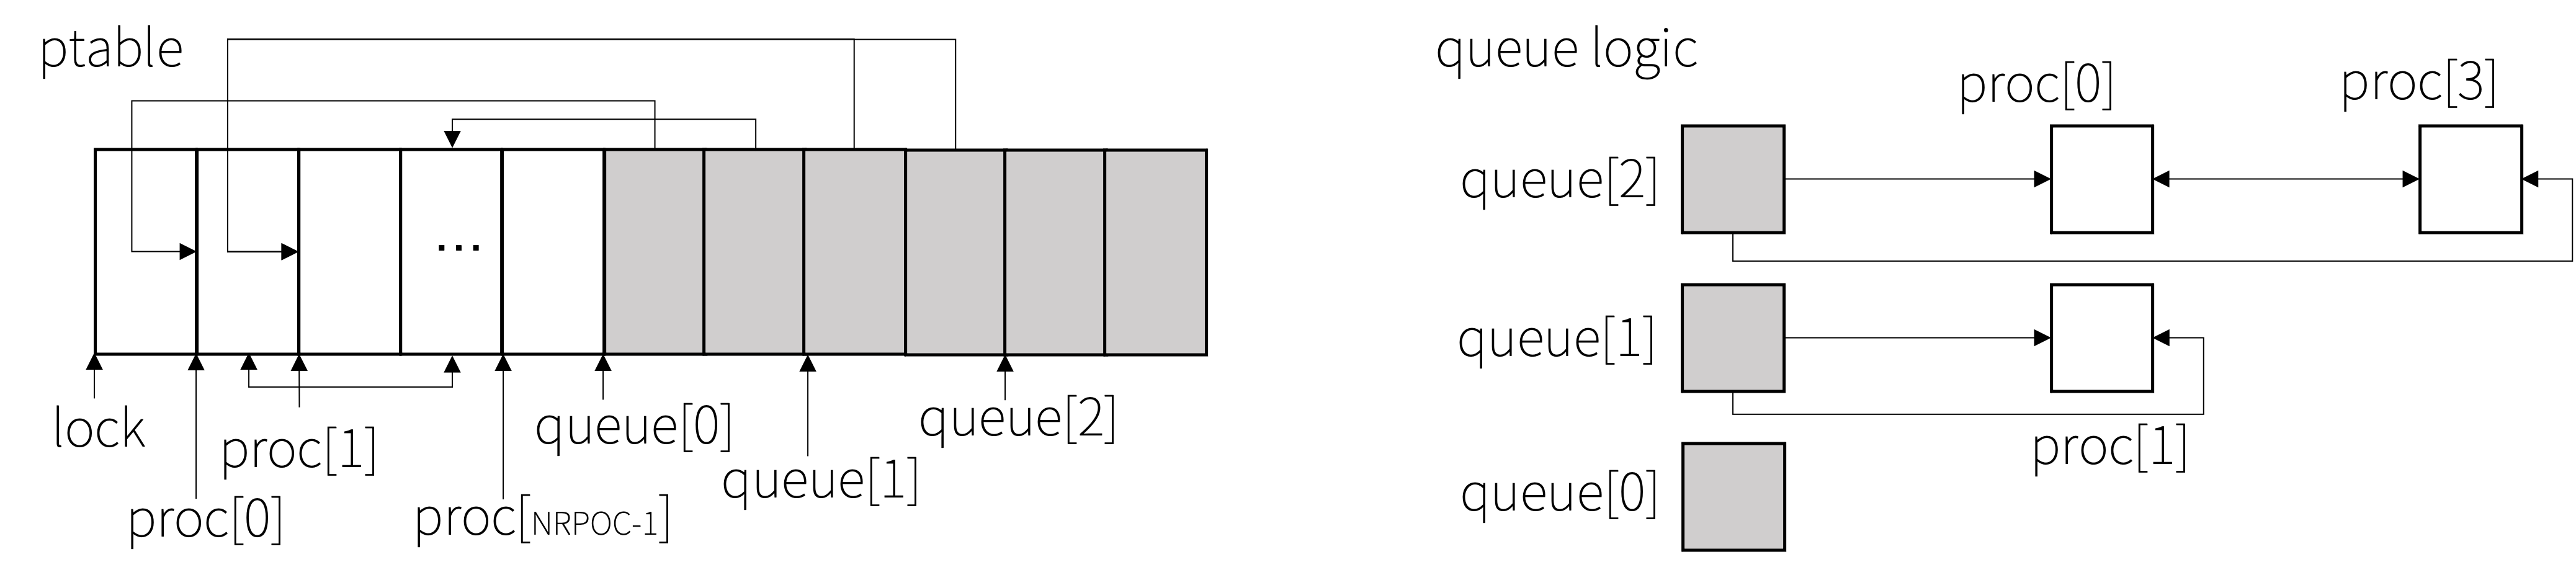 ptable
...
lock
proc[0]
proc[1]
proc[NRPOC-1]
queue[0]
queue[1]
queue[2]
queue logic
proc[0]
proc[3]
queue[2]
queue[1]
proc[1]
queue[0]